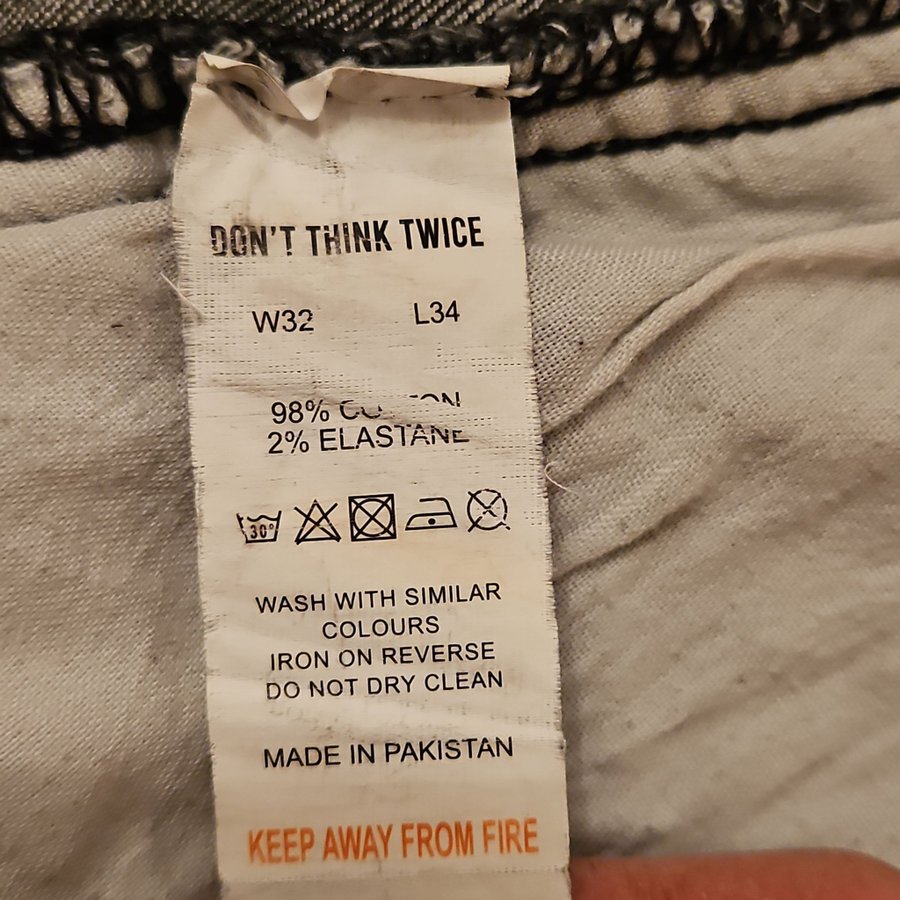 DON'T THINK TWICE
W32 L34
98% COTTON
2% ELASTANE
30°
WASH WITH SIMILAR
COLOURS
IRON ON REVERSE
DO NOT DRY CLEAN
MADE IN PAKISTAN
KEEP AWAY FROM FIRE